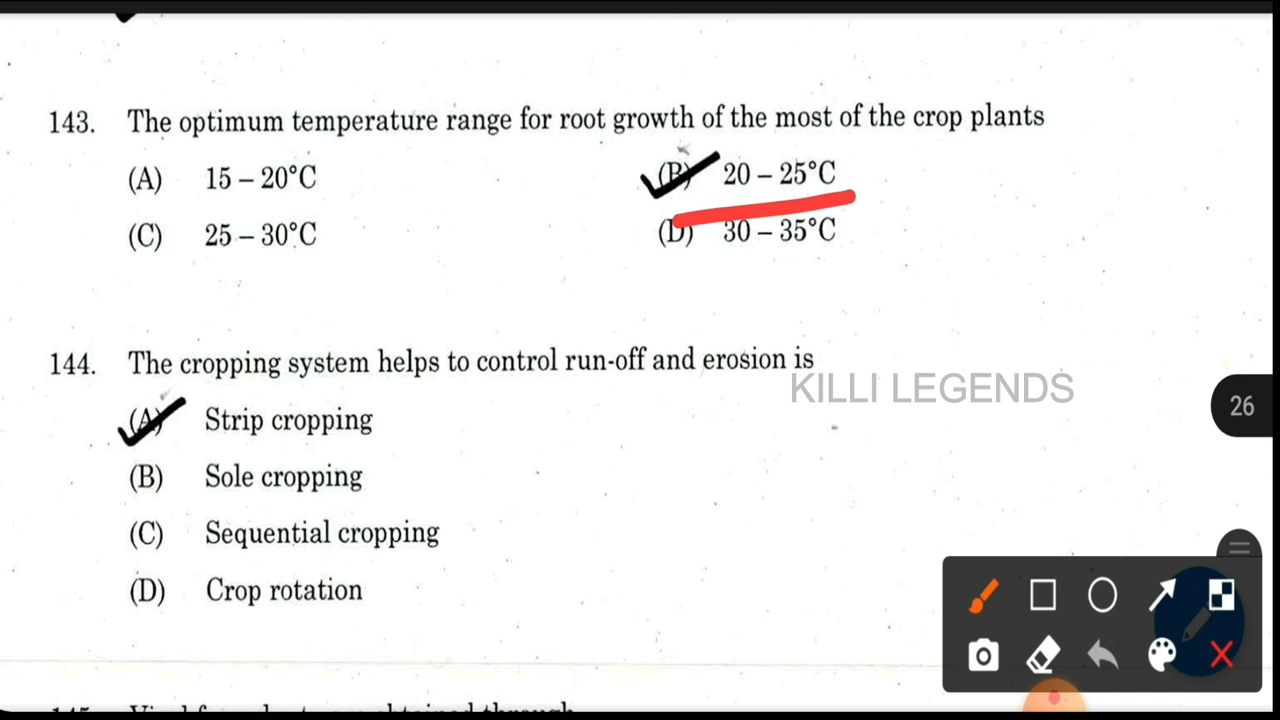 143. The optimum temperature range for root growth of the most of the crop plants
(A) 15 – 20°C (B) 20 – 25°C
(C) 25 – 30°C (D) 30 – 35°C
144. The cropping system helps to control run-off and erosion is
KILLI LEGENDS
(A) Strip cropping
26
(B) Sole cropping
(C) Sequential cropping
(D) Crop rotation